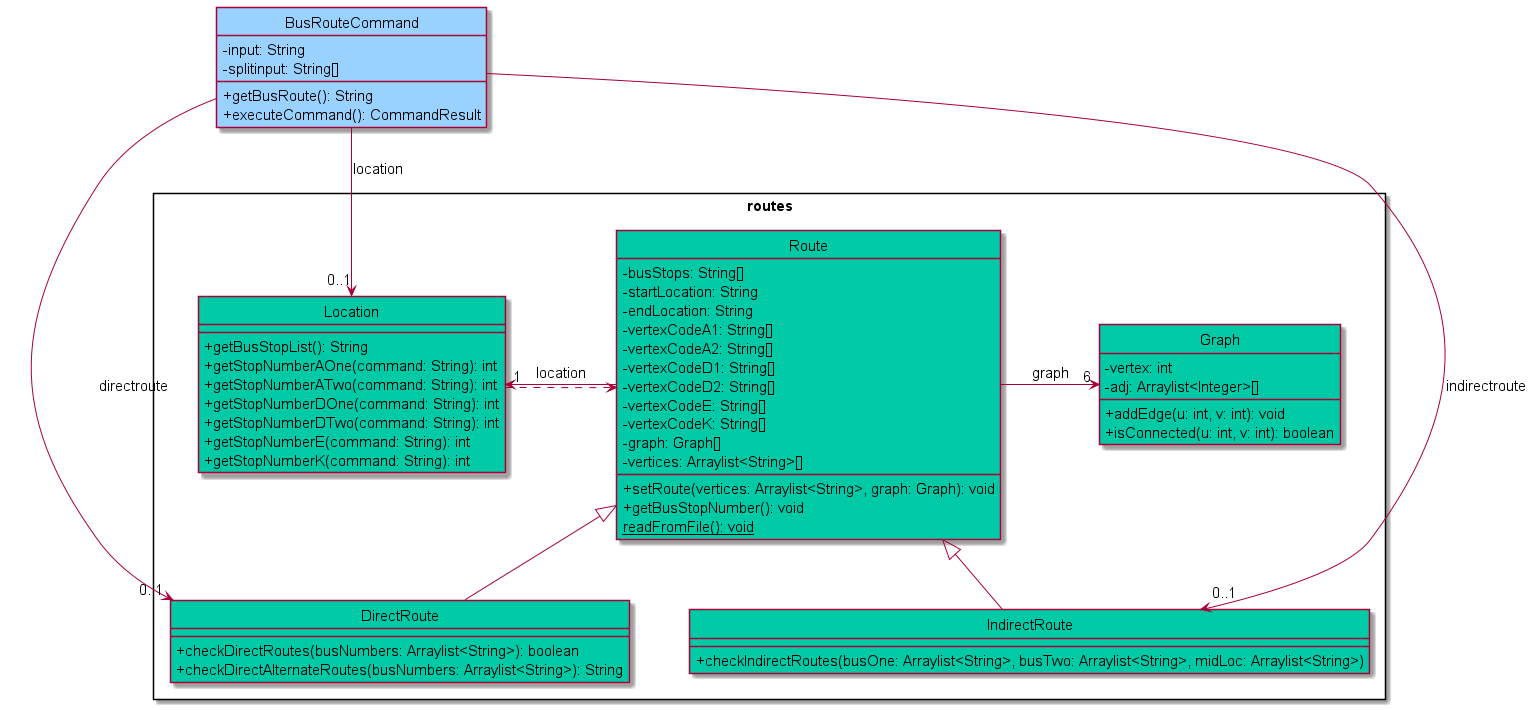 BusRouteCommand
-input: String
-splitinput: String[]
+getBusRoute(): String
+executeCommand(): CommandResult
location
routes
0..1
Location
+getBusStopList(): String
+getStopNumberAOne(command: String): int
+getStopNumberATwo(command: String): int
+getStopNumberDOne(command: String): int
+getStopNumberDTwo(command: String): int
+getStopNumberE(command: String): int
+getStopNumberK(command: String): int
1
location
Route
-busStops: String[]
-startLocation: String
-endLocation: String
-vertexCodeA1: String[]
-vertexCodeA2: String[]
-vertexCodeD1: String[]
-vertexCodeD2: String[]
-vertexCodeE: String[]
-vertexCodeK: String[]
-graph: Graph[]
-vertices: Arraylist<String>[]
+setRoute(vertices: Arraylist<String>, graph: Graph): void
+getBusStopNumber(): void
readFromFile(): void
graph
6
Graph
-vertex: int
-adj: Arraylist<Integer>[]
+addEdge(u: int, v: int): void
+isConnected(u: int, v: int): boolean
directroute
indirectroute
0..1
DirectRoute
+checkDirectRoutes(busNumbers: Arraylist<String>): boolean
+checkDirectAlternateRoutes(busNumbers: Arraylist<String>): String
0..1
IndirectRoute
+checkIndirectRoutes(busOne: Arraylist<String>, busTwo: Arraylist<String>, midLoc: Arraylist<String>)